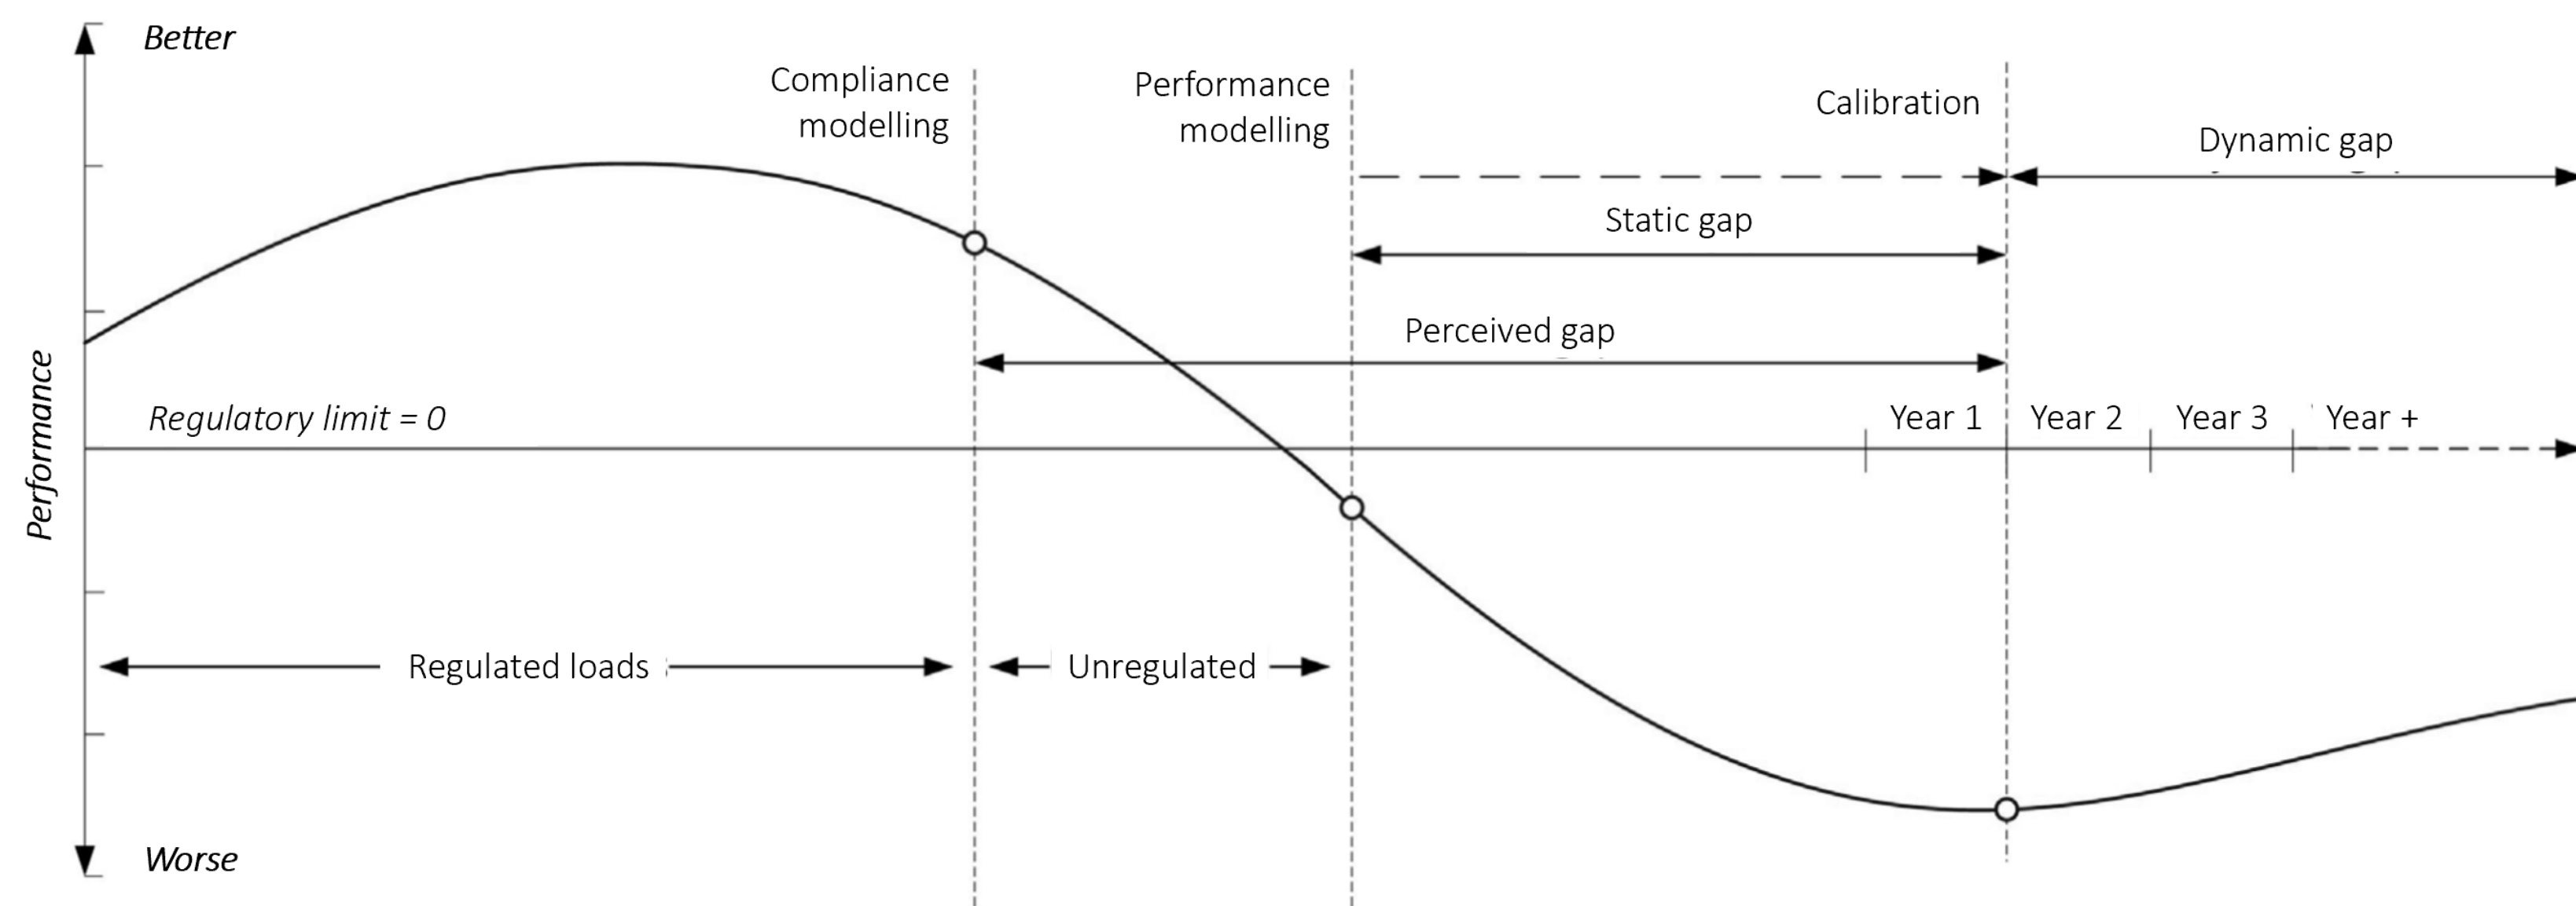 Better
Compliance
modelling
Performance
modelling
Calibration
Dynamic gap
Static gap
Perceived gap
Performance
Regulatory limit = 0
Year 1
Year 2
Year 3
Year +
Regulated loads
Unregulated
Worse